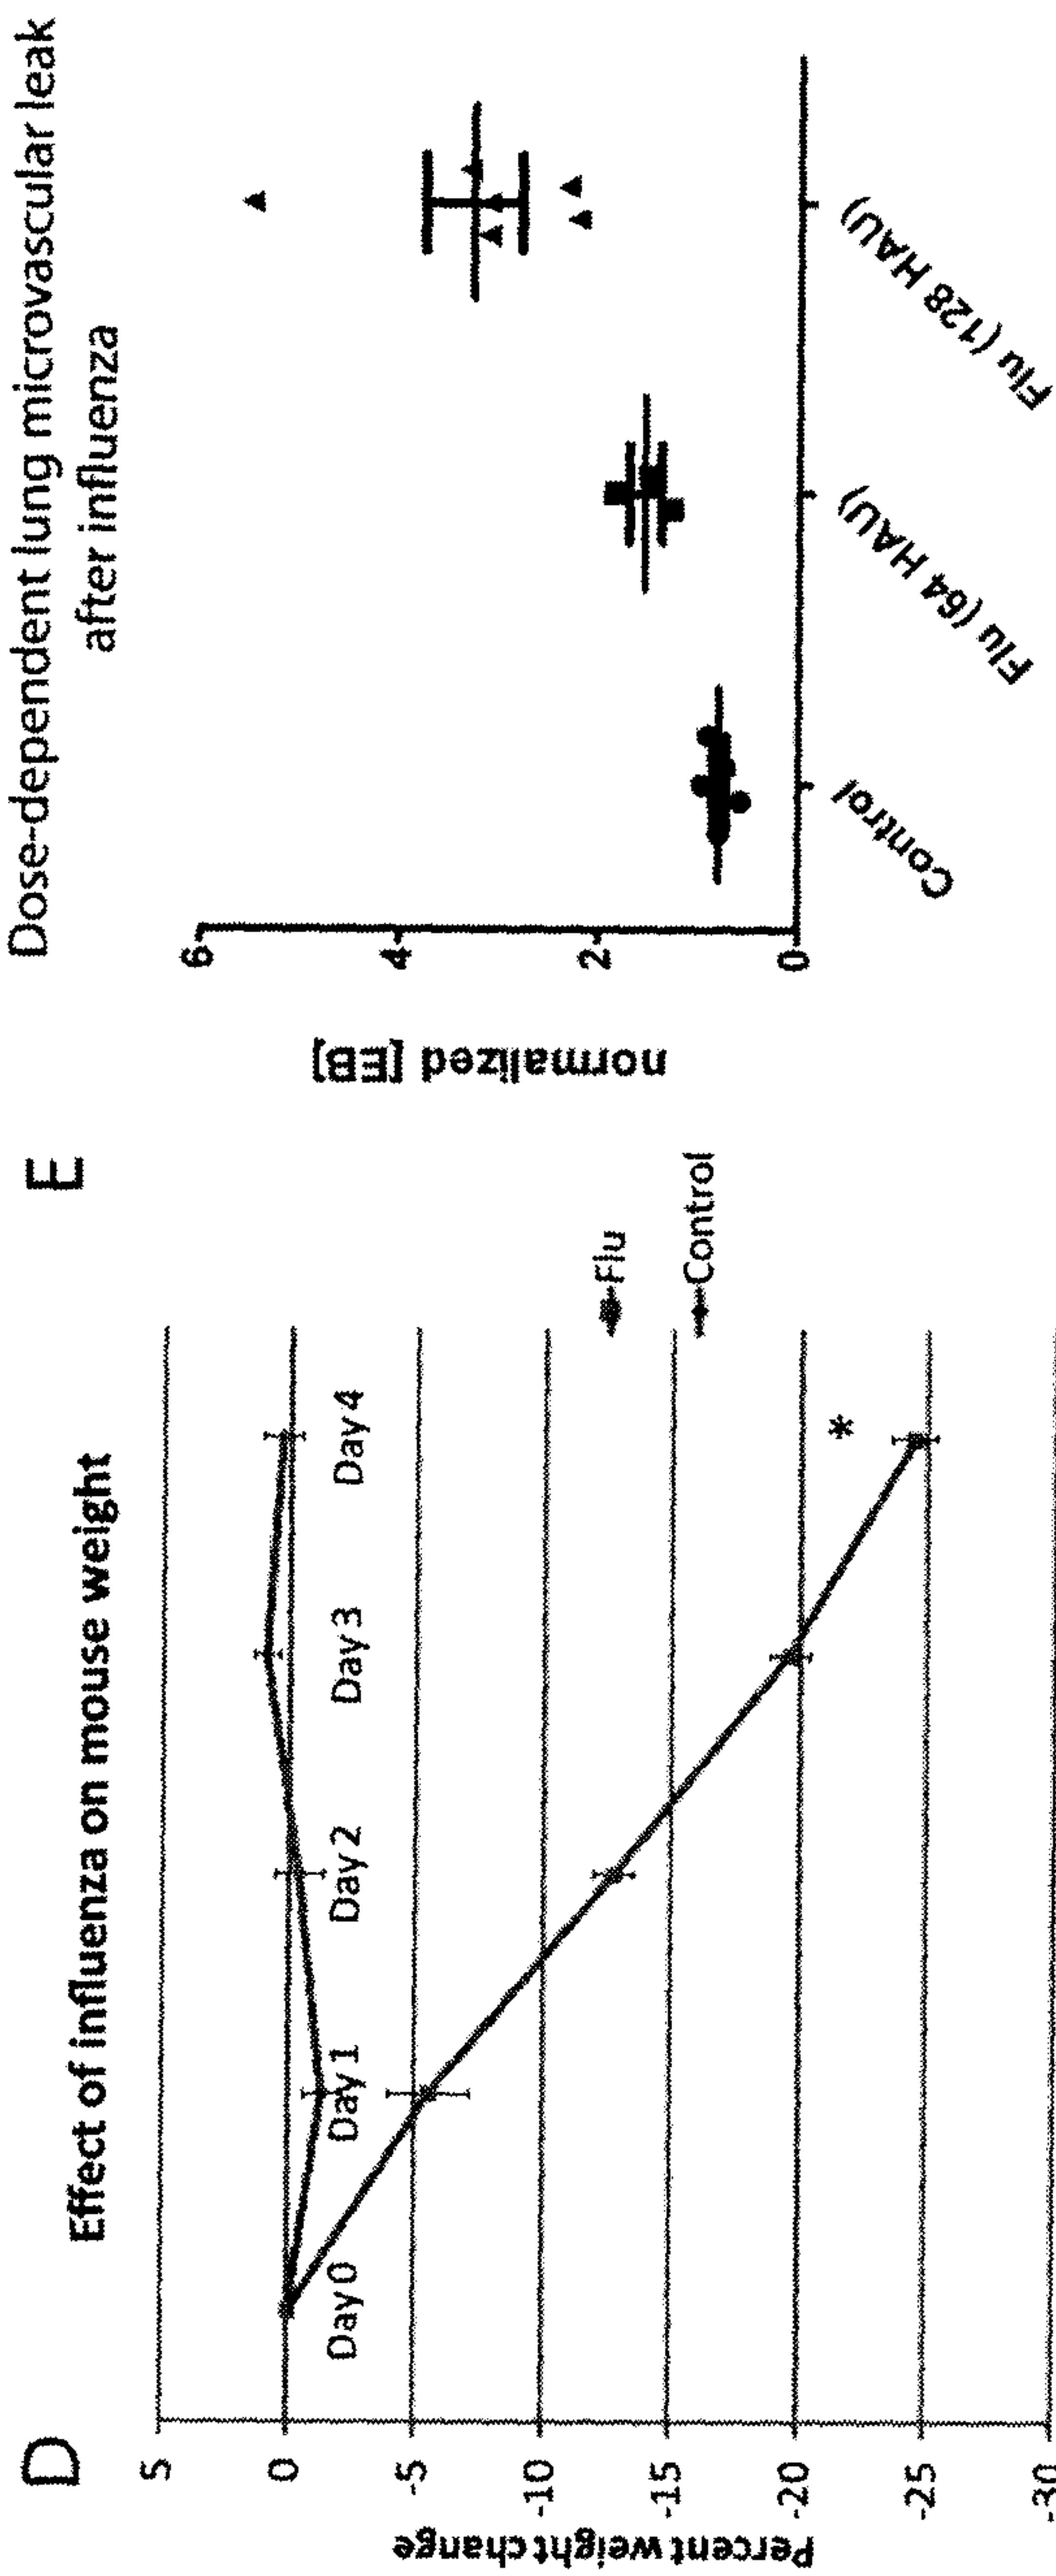 D
Effect of influenza on mouse weight
Percent weight change
5
0
-5
-10
-15
-20
-25
-30
Day 0
Day 1
Day 2
Day 3
Day 4
*
Flu
Control
E
Dose-dependent lung microvascular leak
after influenza
normalized [EB]
6
4
2
0
Control
Flu (64 HAU)
Flu (128 HAU)